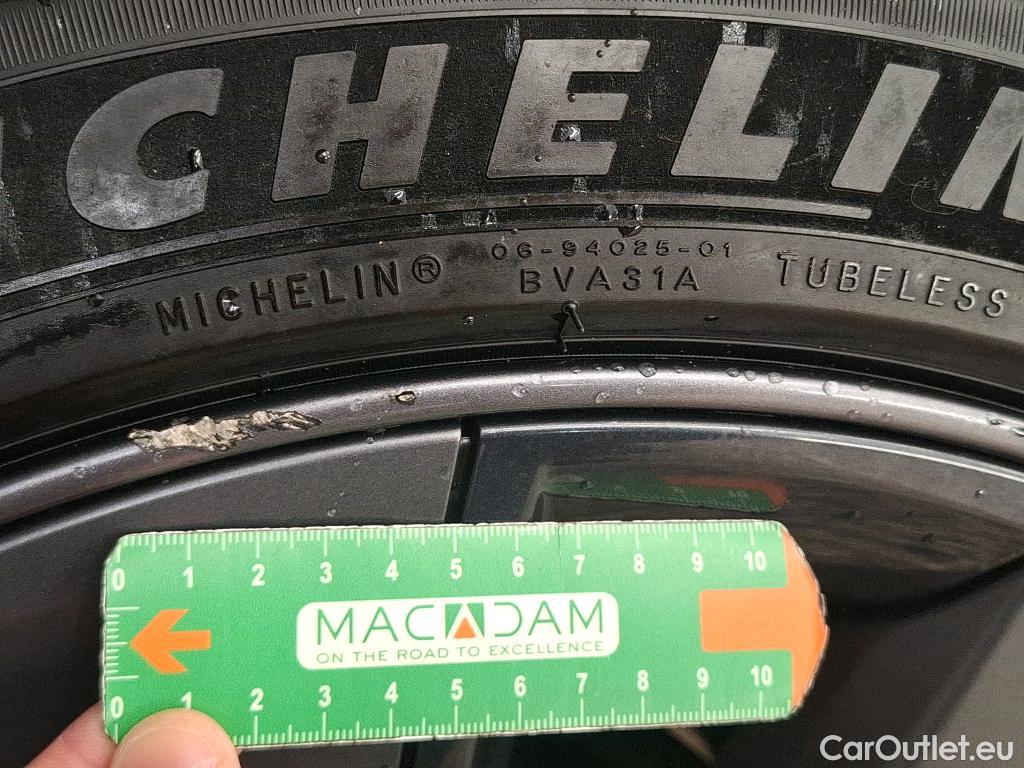 CHELIN
06-94025-01
MICHELIN® BVA31A TUBELESS
0 1 2 3 4 5 6 7 8 9 10
MACADAM
ON THE ROAD TO EXCELLENCE
0 1 2 3 4 5 6 7 8 9 10
CarOutlet.eu